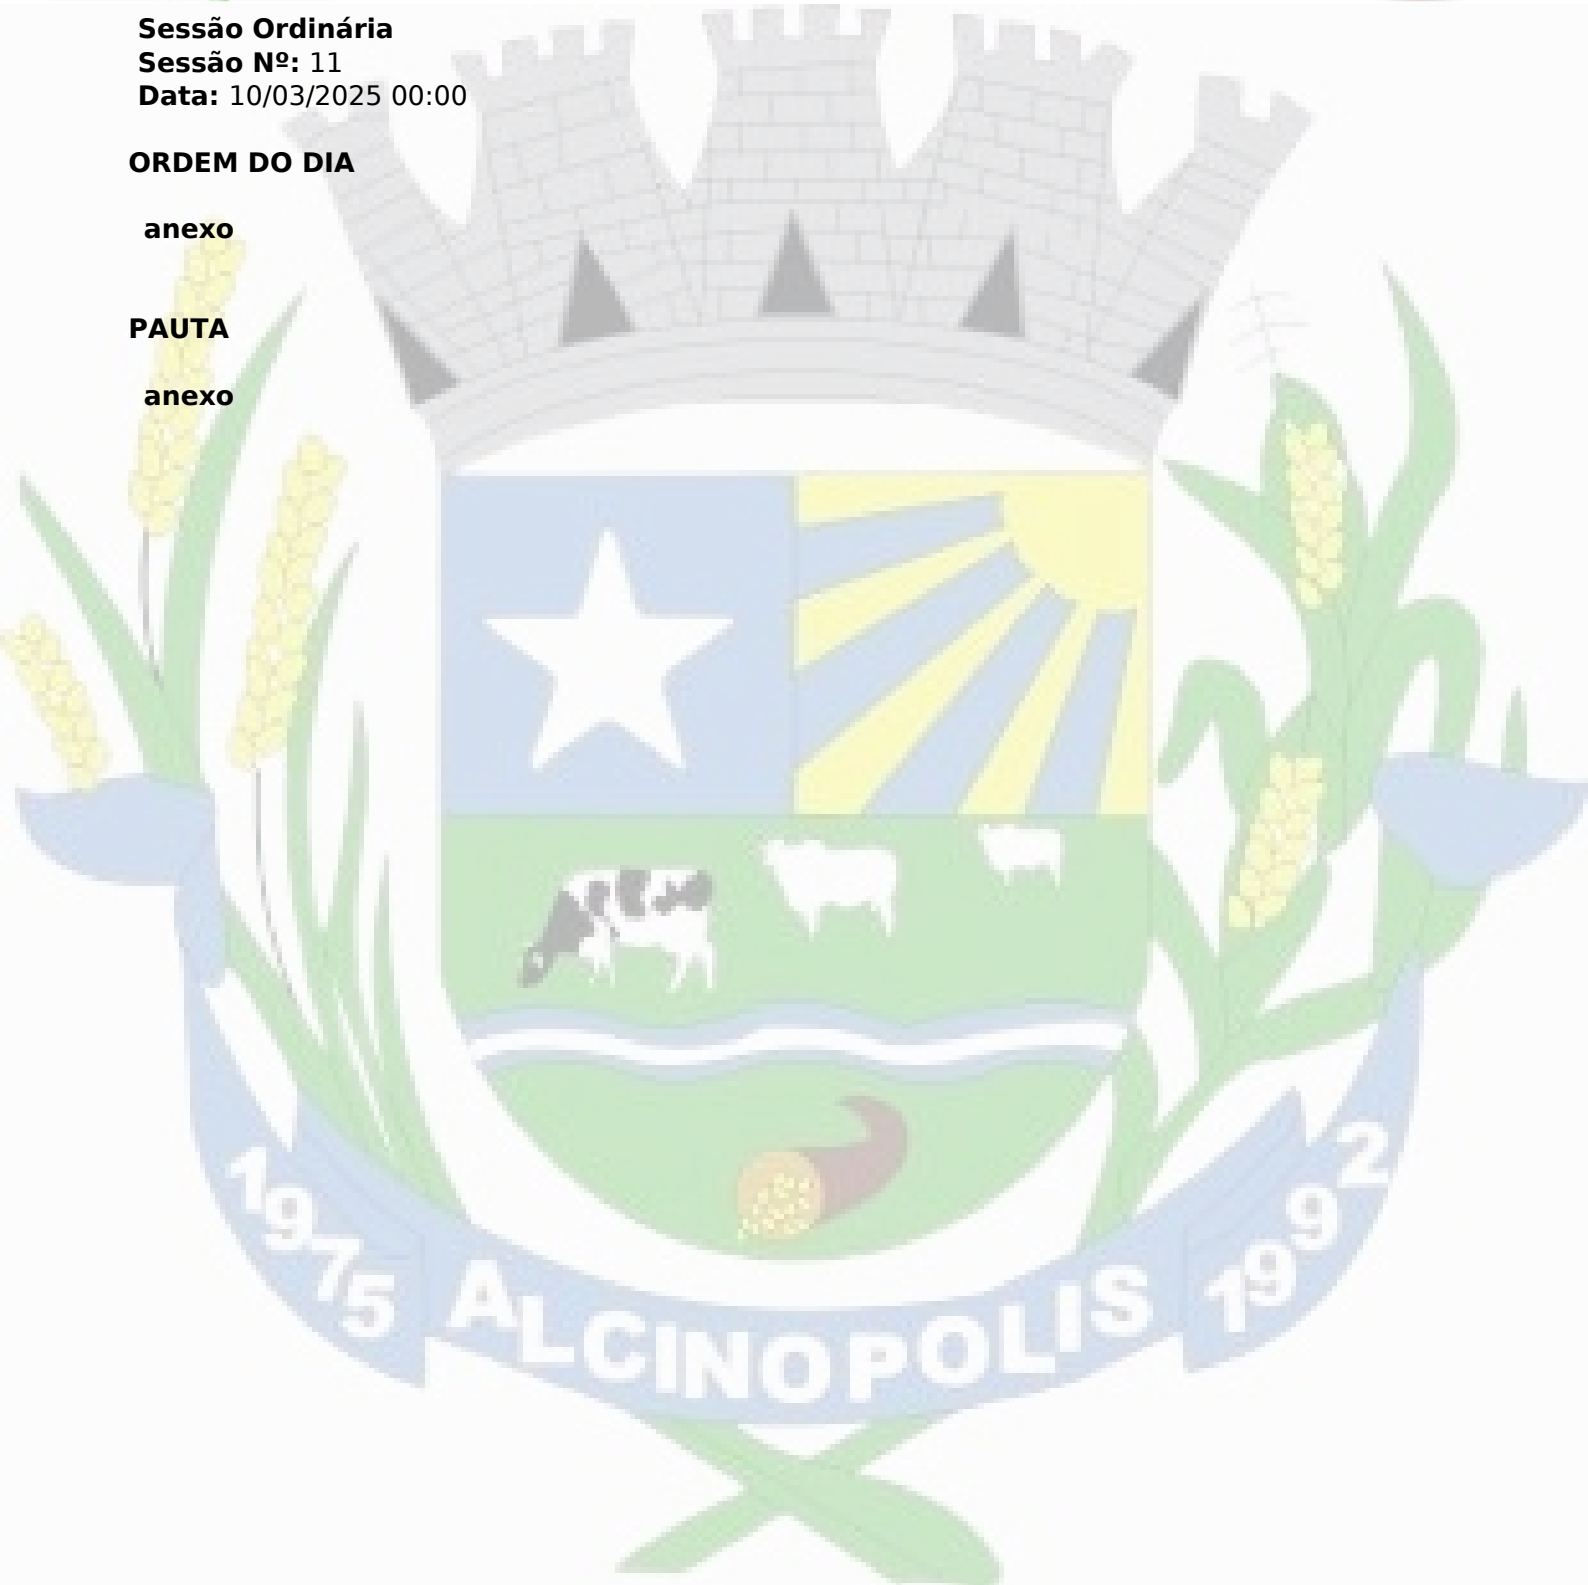 Sessão Ordinária
Sessão Nº: 11
Data: 10/03/2025 00:00
ORDEM DO DIA
anexo
PAUTA
anexo
1975 ALCINOPOLIS 1992